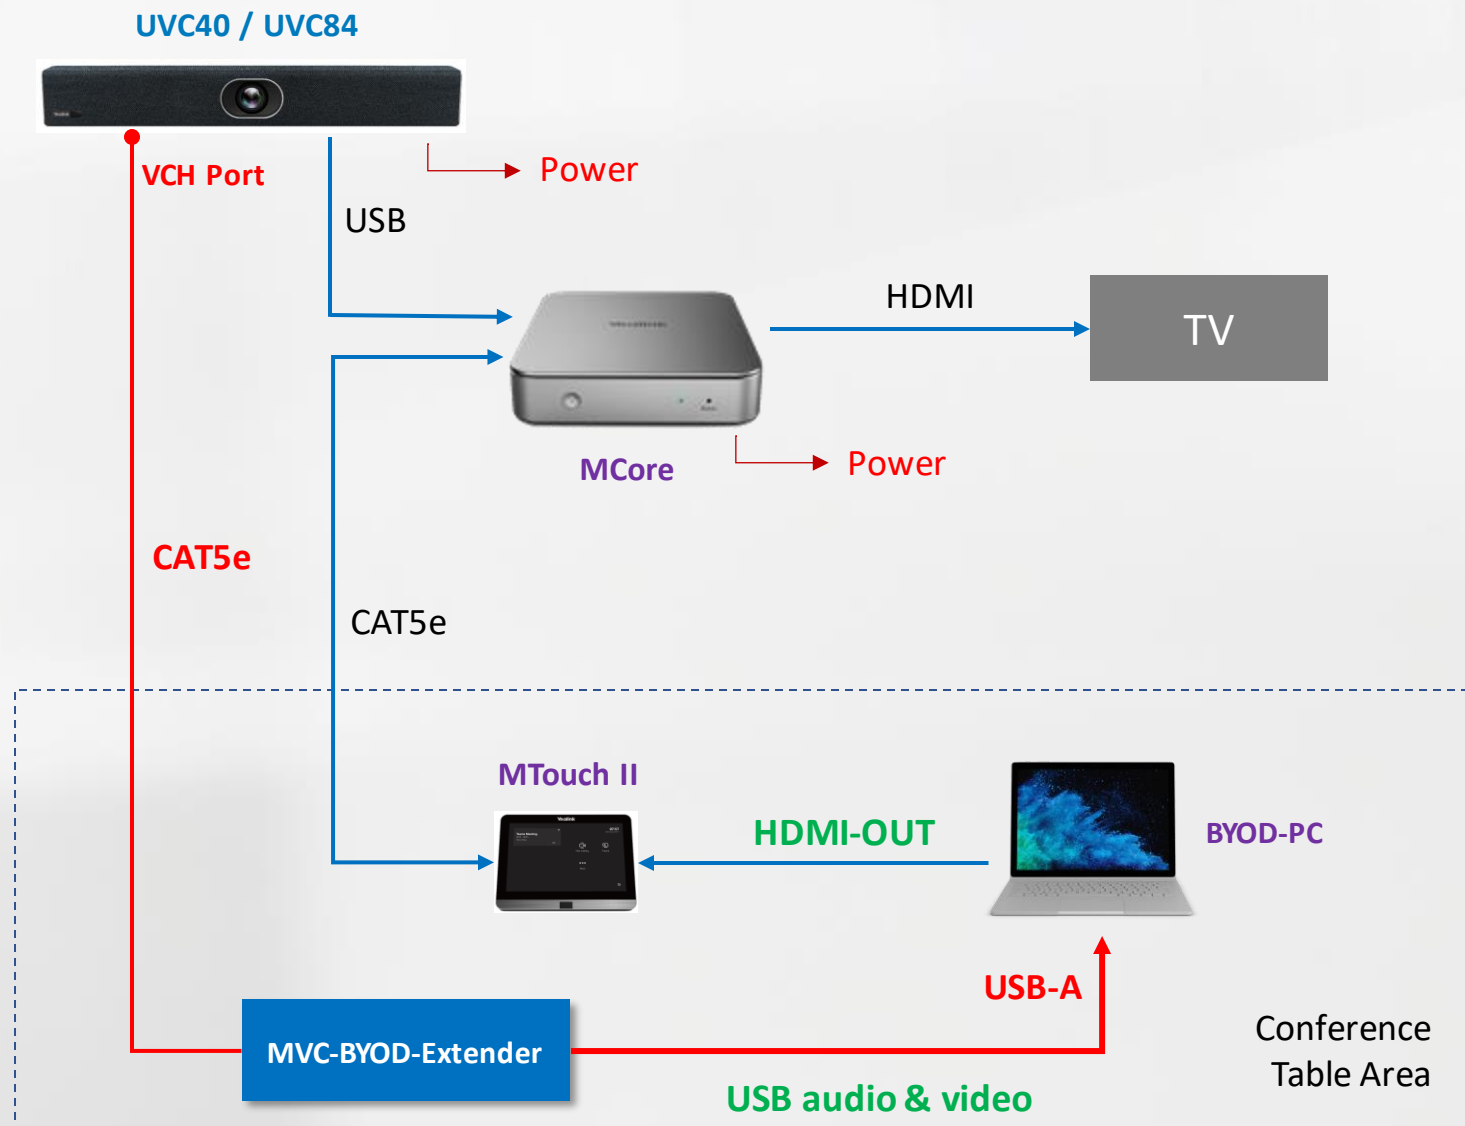 UVC40 / UVC84
VCH Port
Power
USB
HDMI
TV
MCore
Power
CAT5e
CAT5e
MTouch II
Yealink
HDMI-OUT
BYOD-PC
USB-A
MVC-BYOD-Extender
USB audio & video
Conference
Table Area